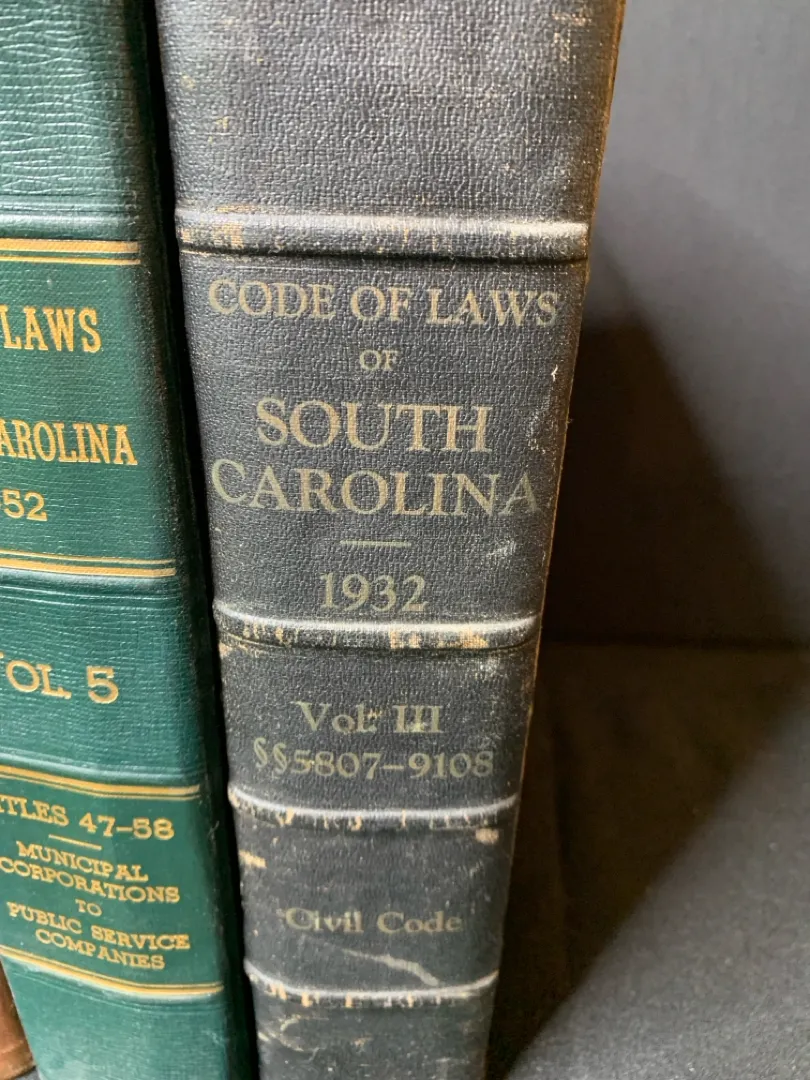 LAWS
AROLINA
52
VOL. 5
TITLES 47–58
MUNICIPAL
CORPORATIONS
TO
PUBLIC SERVICE
COMPANIES
CODE OF LAWS
OF
SOUTH
CAROLINA
1932
Vol. III
§§5807–9108
Civil Code